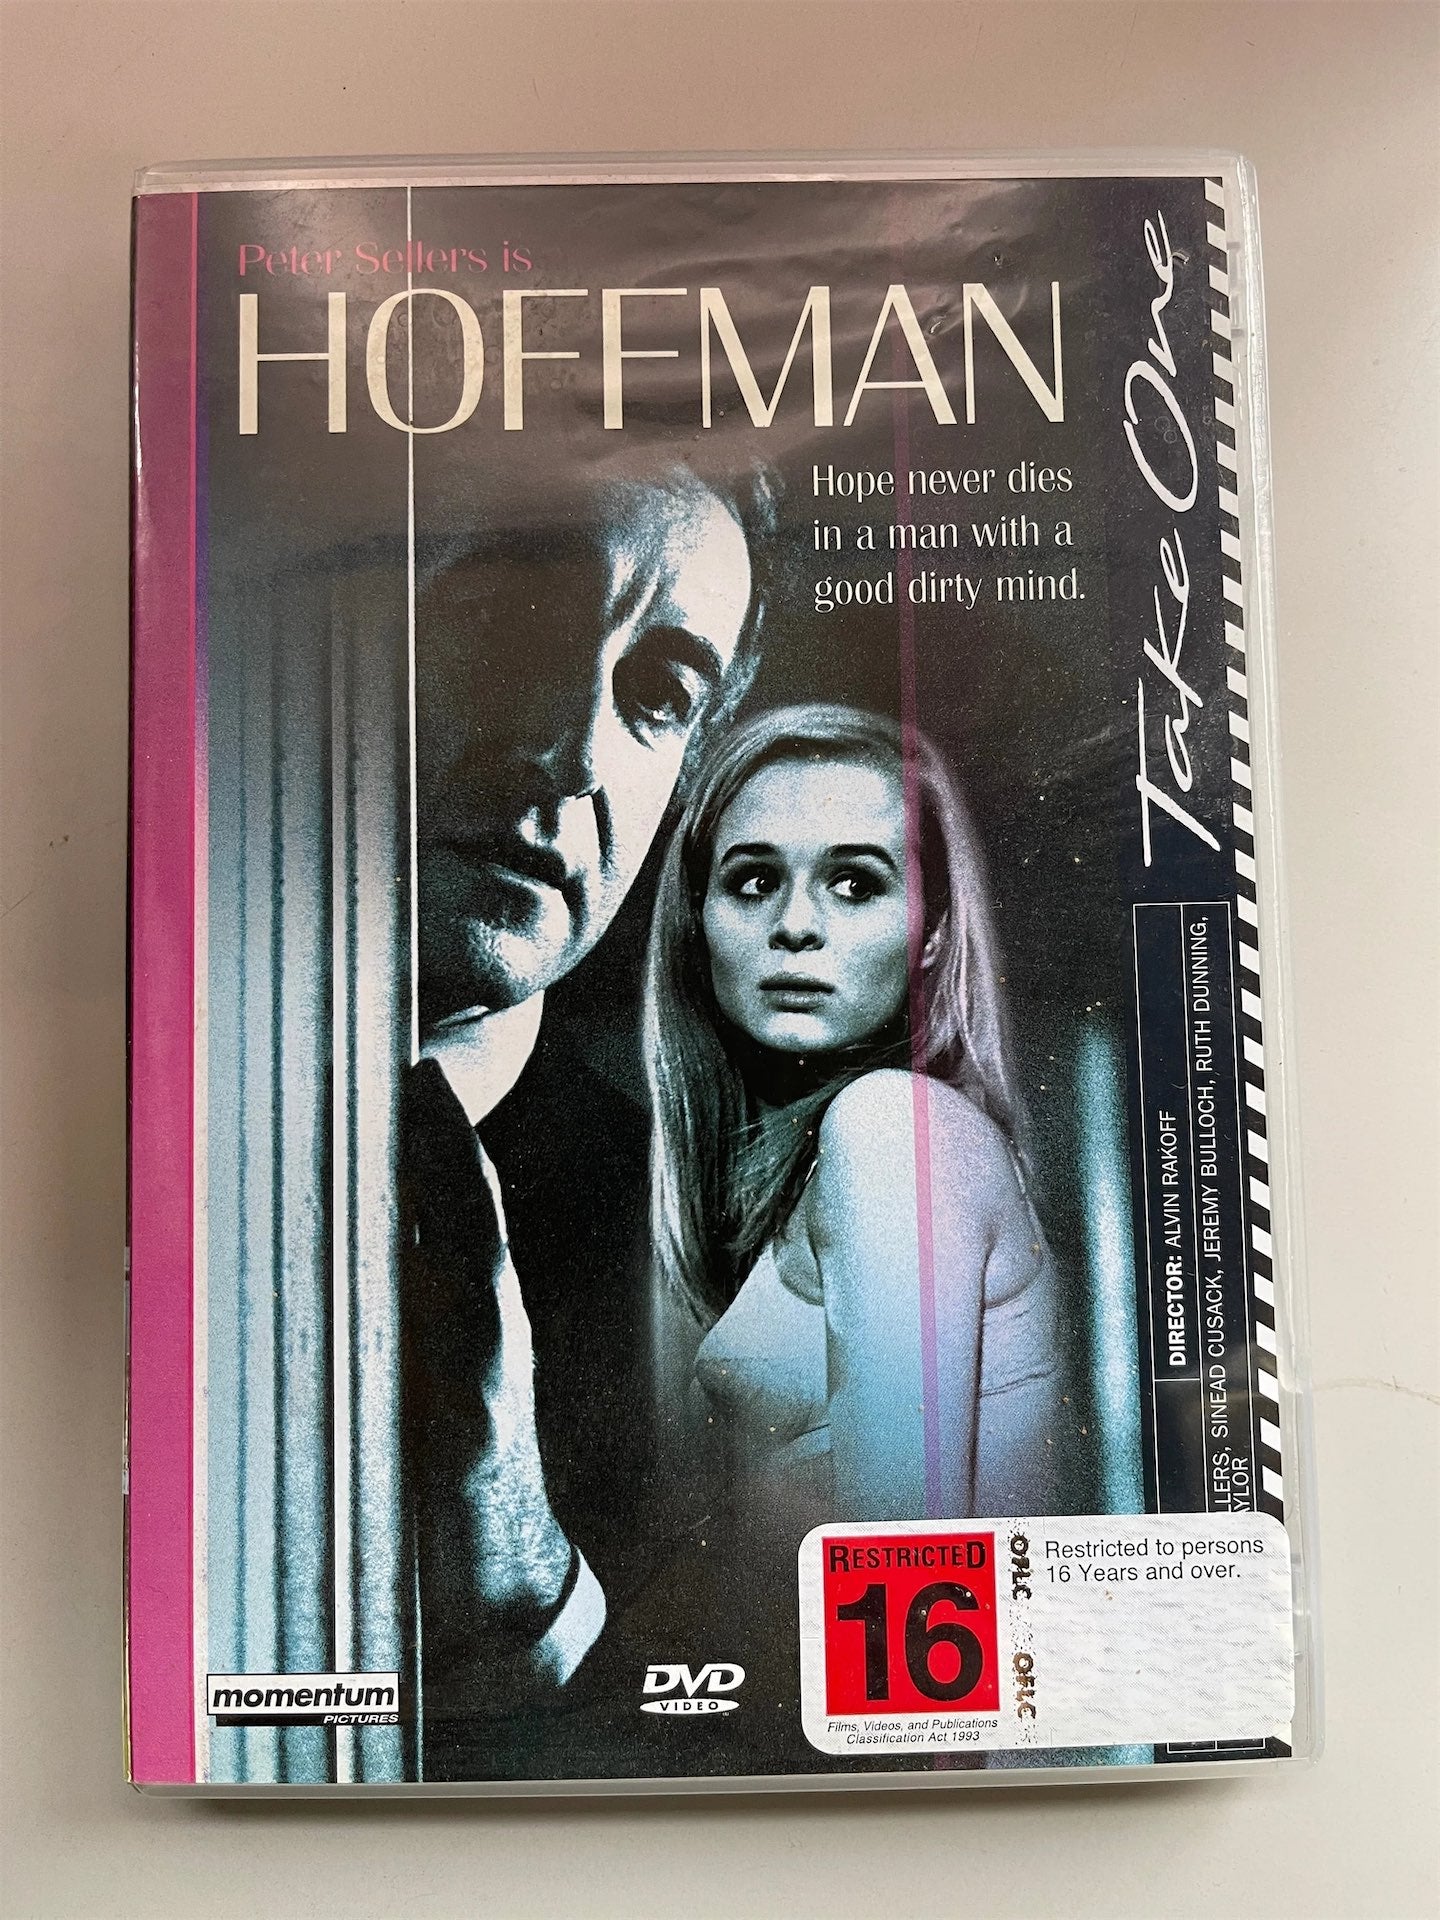 Peter Sellers is
HOFFMAN
Hope never dies
in a man with a
good dirty mind.
Take One
DIRECTOR: ALVIN RAKOFF
LLERS, SINEAD CUSACK, JEREMY BULLOCH, RUTH DUNNING,
YLOR
momentum
PICTURES
DVD
VIDEO
RESTRICTED
16
Films, Videos, and Publications
Classification Act 1993
OFLC
OFLC
Restricted to persons
16 Years and over.